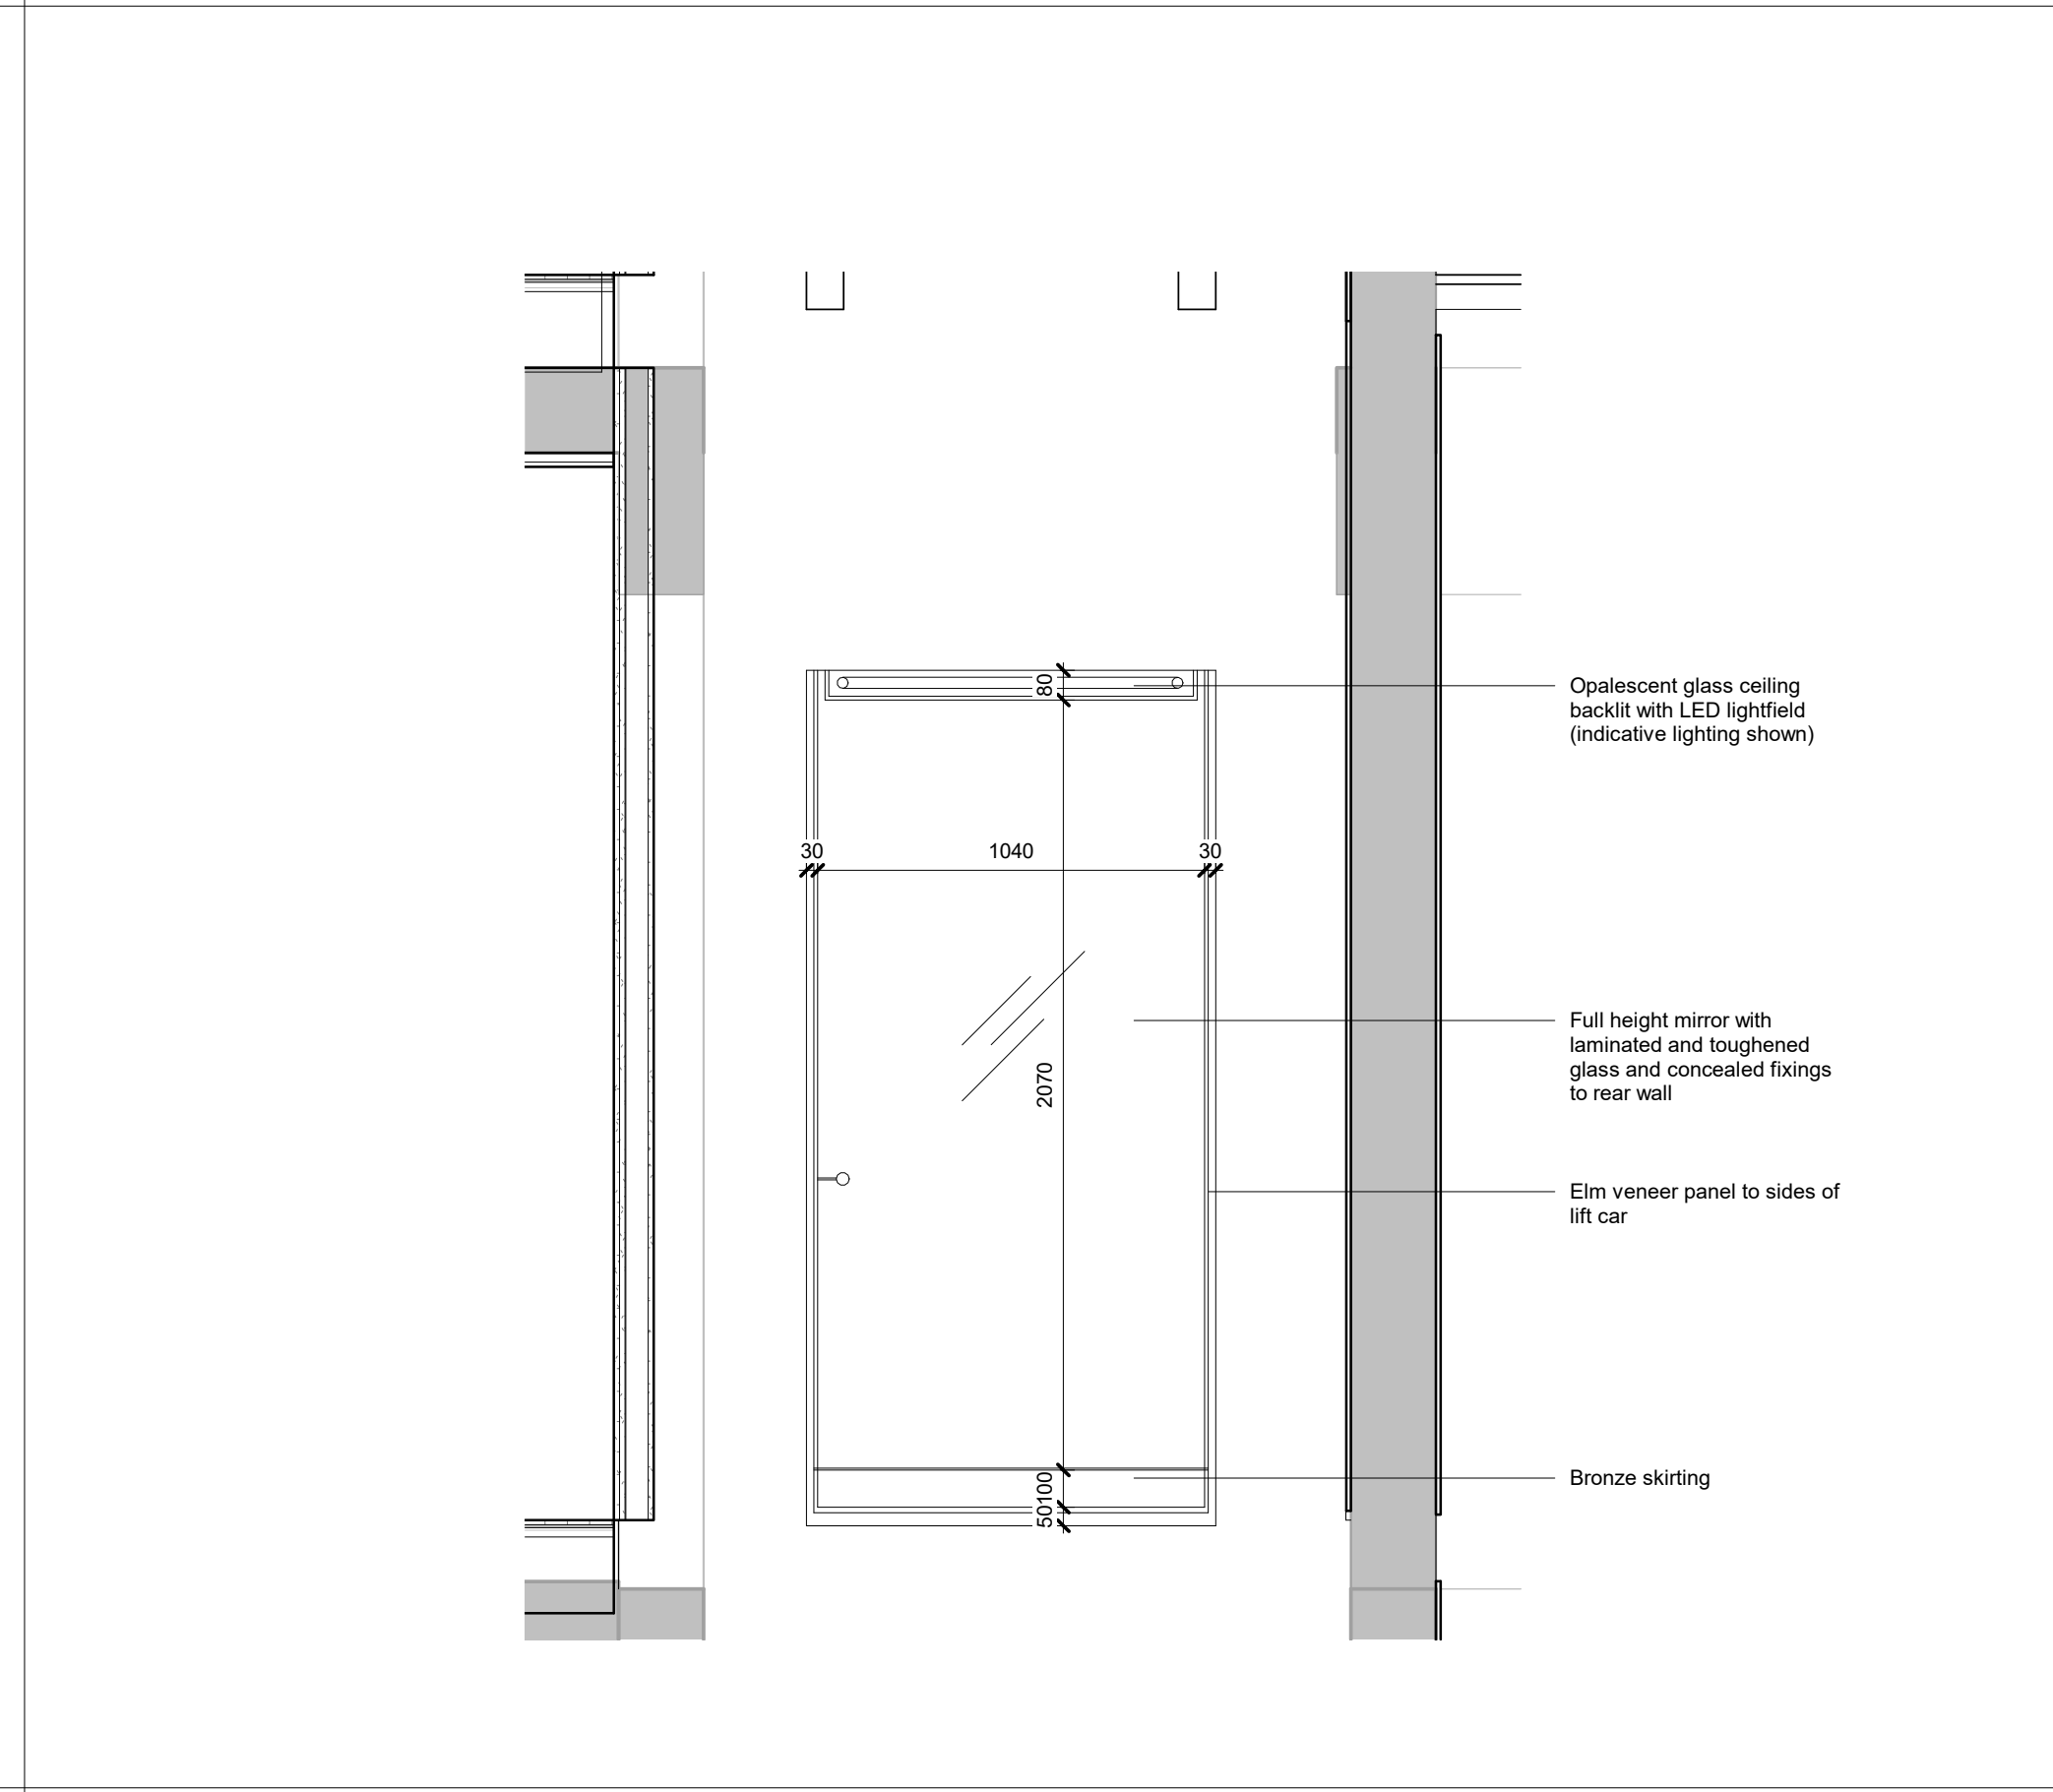 80
Opalescent glass ceiling
backlit with LED lightfield
(indicative lighting shown)
30
1040
30
Full height mirror with
laminated and toughened
glass and concealed fixings
to rear wall
2070
Elm veneer panel to sides of
lift car
Bronze skirting
100
50